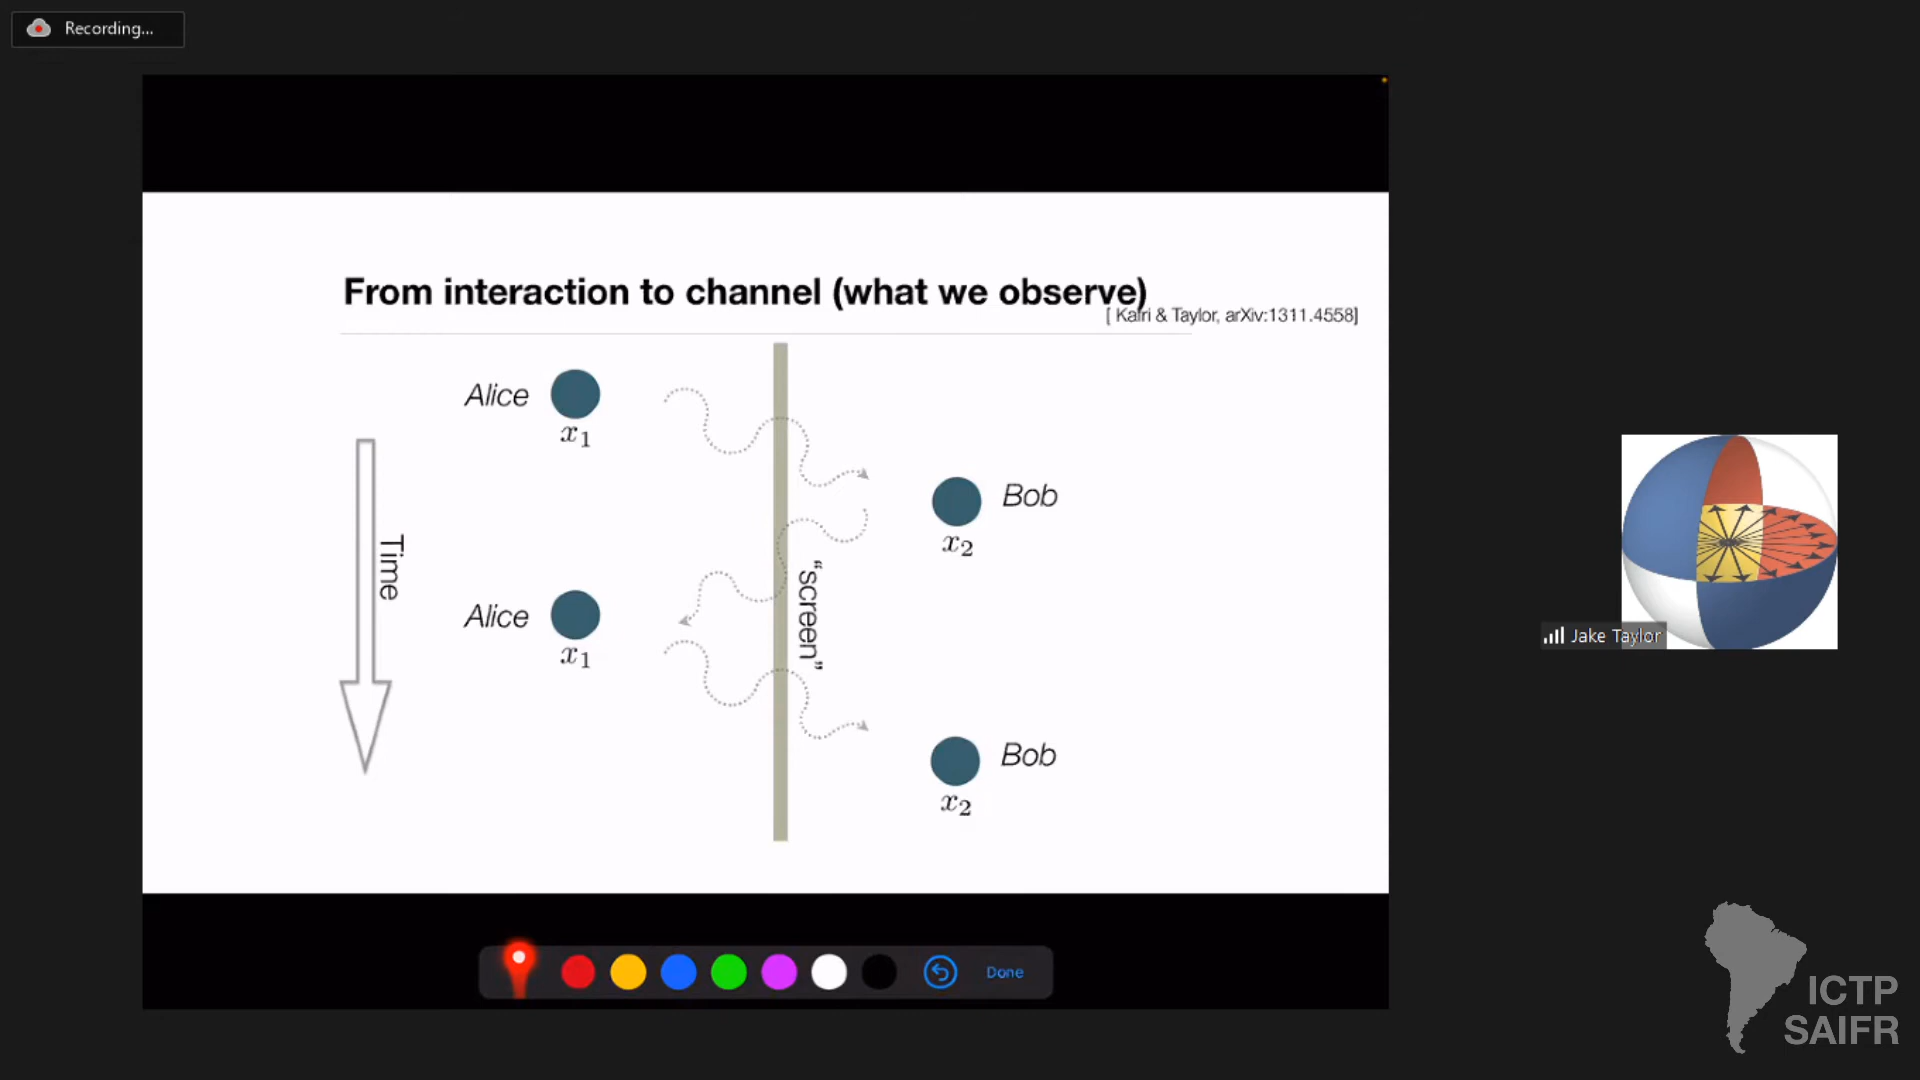 Recording...
From interaction to channel (what we observe)
[ Kafri & Taylor, arXiv:1311.4558]
Alice
x1
Bob
x2
Time
"screen"
Alice
x1
Bob
x2
Jake Taylor
Done
ICTP
SAIFR